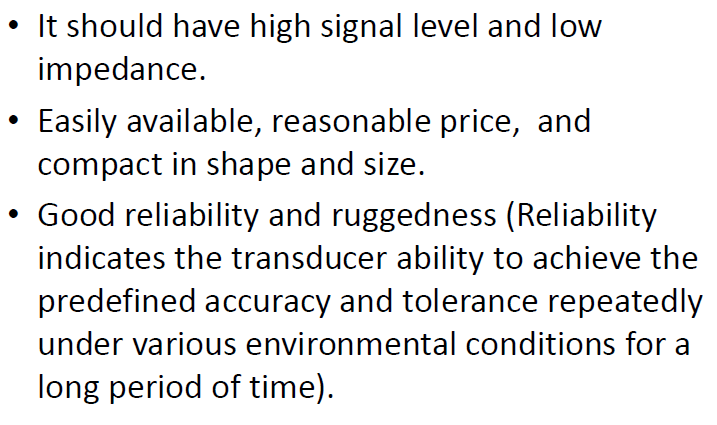 • It should have high signal level and low
impedance.
• Easily available, reasonable price,  and
compact in shape and size.
• Good reliability and ruggedness (Reliability
indicates the transducer ability to achieve the
predefined accuracy and tolerance repeatedly
under various environmental conditions for a
long period of time).